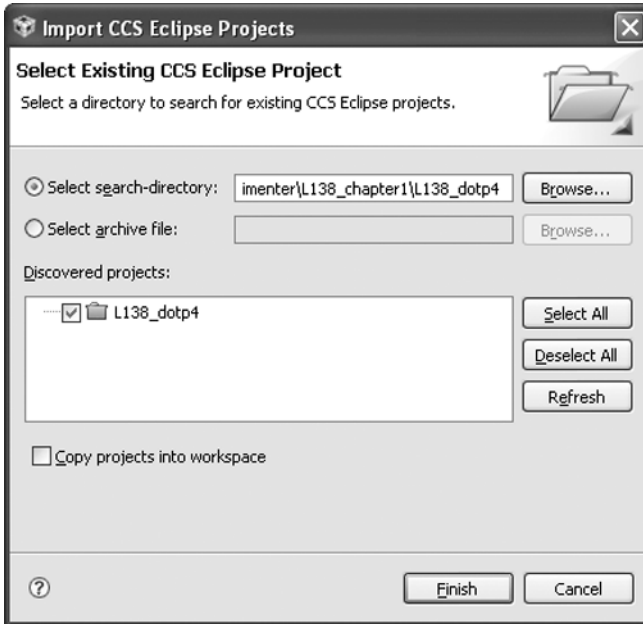 Import CCS Eclipse Projects
Select Existing CCS Eclipse Project
Select a directory to search for existing CCS Eclipse projects.
Select search-directory: imenter\L138_chapter1\L138_dotp4 Browse...
Select archive file: Browse...
Discovered projects:
L138_dotp4
Select All
Deselect All
Refresh
Copy projects into workspace
? Finish Cancel